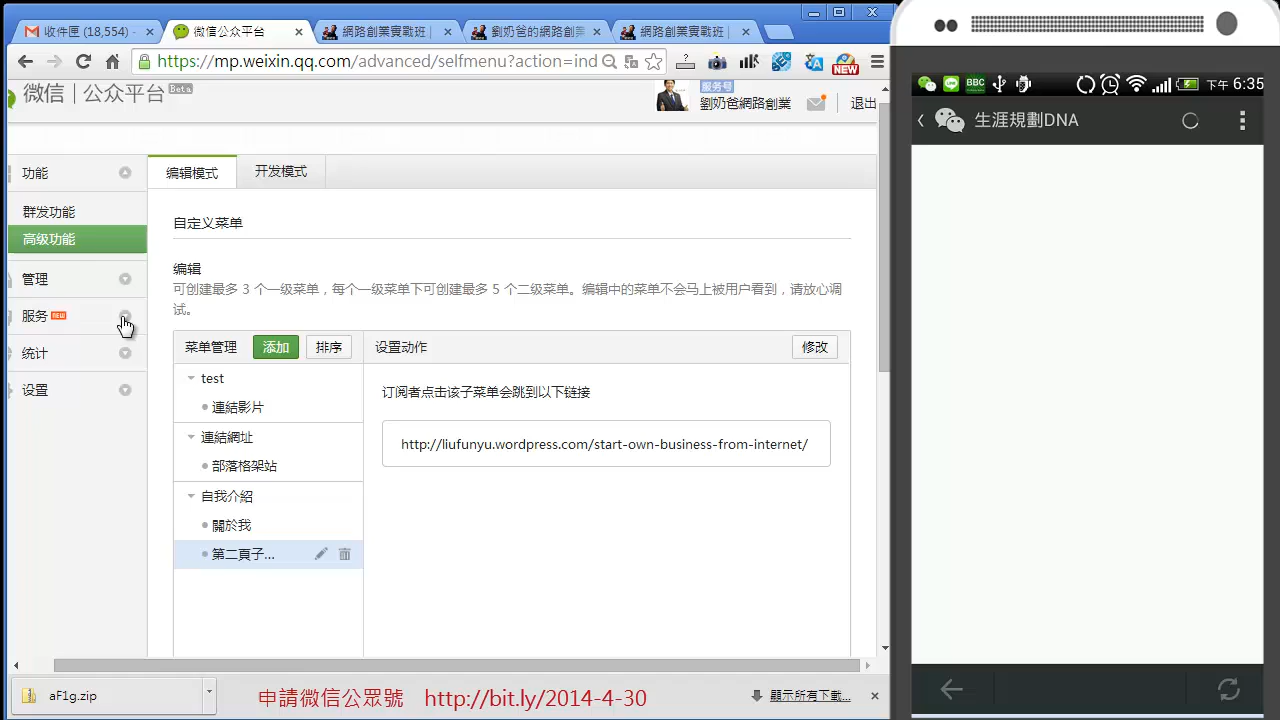 收件匣 (18,554) -
微信公众平台
網路創業實戰班 |
劉奶爸的網路創業
網路創業實戰班 |
https://mp.weixin.qq.com/advanced/selfmenu?action=ind
NEW
微信 | 公众平台 Beta
服务号
劉奶爸網路創業
退出
功能
群发功能
高级功能
管理
服务 NEW
统计
设置
编辑模式
开发模式
自定义菜单
编辑
可创建最多 3 个一级菜单，每个一级菜单下可创建最多 5 个二级菜单。编辑中的菜单不会马上被用户看到，请放心调
试。
菜单管理 添加 排序
设置动作 修改
test
連結影片
連結網址
部落格架站
自我介紹
關於我
第二頁子...
订阅者点击该子菜单会跳到以下链接
http://liufunyu.wordpress.com/start-own-business-from-internet/
aF1g.zip
申請微信公眾號 http://bit.ly/2014-4-30
顯示所有下載...
BBC
下午 6:35
生涯規劃DNA